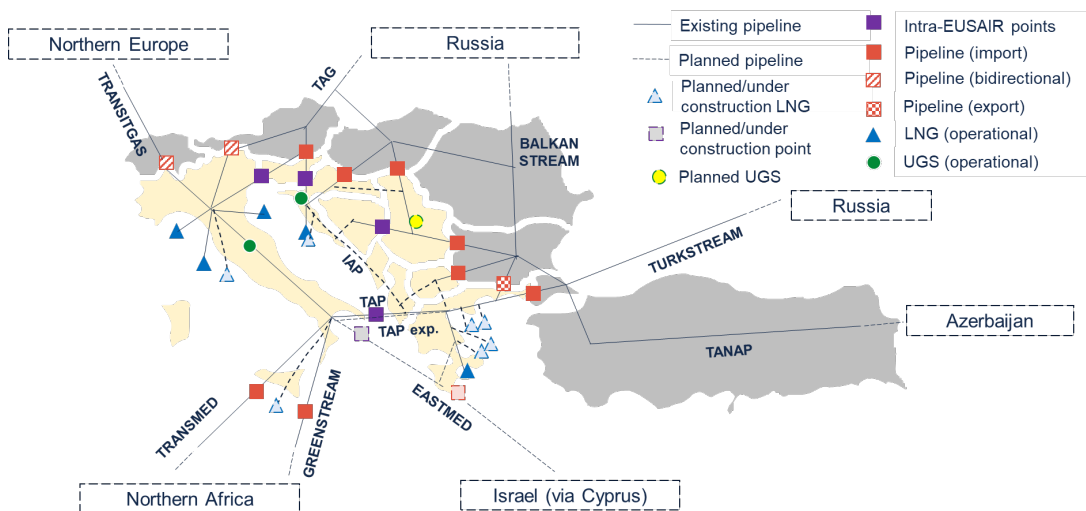 Northern Europe
Russia
Existing pipeline
Planned pipeline
Planned/under
construction LNG
Planned/under
construction point
Planned UGS
Intra-EUSAIR points
Pipeline (import)
Pipeline (bidirectional)
Pipeline (export)
LNG (operational)
UGS (operational)
TRANSITGAS
TAG
BALKAN
STREAM
Russia
TURKSTREAM
IAP
TAP
TAP exp.
Azerbaijan
TANAP
EASTMED
TRANSMED
GREENSTREAM
Northern Africa
Israel (via Cyprus)